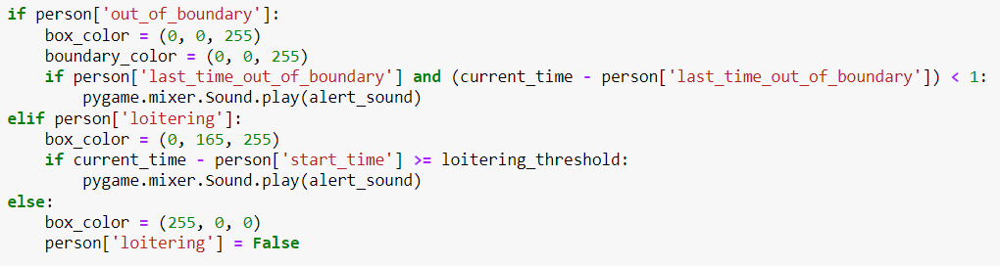 if person['out_of_boundary']:
    box_color = (0, 0, 255)
    boundary_color = (0, 0, 255)
    if person['last_time_out_of_boundary'] and (current_time - person['last_time_out_of_boundary']) < 1:
        pygame.mixer.Sound.play(alert_sound)
elif person['loitering']:
    box_color = (0, 165, 255)
    if current_time - person['start_time'] >= loitering_threshold:
        pygame.mixer.Sound.play(alert_sound)
else:
    box_color = (255, 0, 0)
    person['loitering'] = False